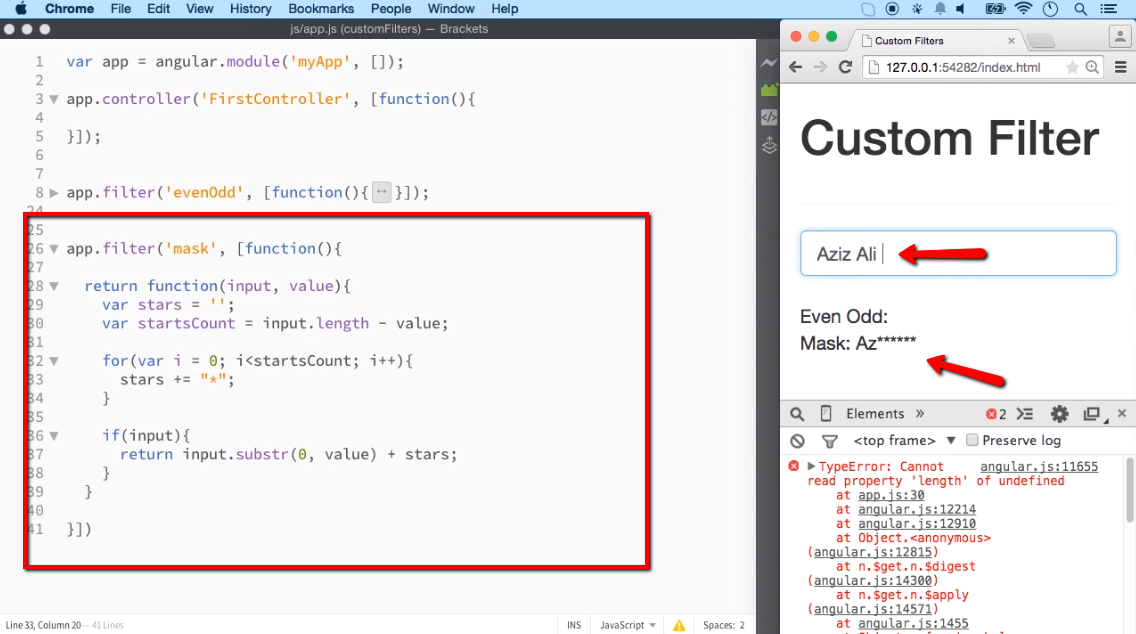 Chrome File Edit View History Bookmarks People Window Help
js/app.js (customFilters) — Brackets
1 var app = angular.module('myApp', []);
2
3 app.controller('FirstController', [function(){
4
5 }]);
6
7
8 app.filter('evenOdd', [function(){ ↔ }]);
24
25
26 app.filter('mask', [function(){
27
28 return function(input, value){
29 var stars = '';
30 var startsCount = input.length - value;
31
32 for(var i = 0; i<startsCount; i++){
33 stars += "*";
34 }
35
36 if(input){
37 return input.substr(0, value) + stars;
38 }
39 }
40
41 }])
Line 33, Column 20 — 41 Lines
INS JavaScript Spaces: 2
Custom Filters
127.0.0.1:54282/index.html
Custom Filter
Aziz Ali
Even Odd:
Mask: Az******
Elements » 2
<top frame> Preserve log
TypeError: Cannot angular.js:11655
read property 'length' of undefined
at app.js:30
at angular.js:12214
at angular.js:12910
at Object.<anonymous>
(angular.js:12815)
at n.$get.n.$digest
(angular.js:14300)
at n.$get.n.$apply
(angular.js:14571)
at angular.js:1455